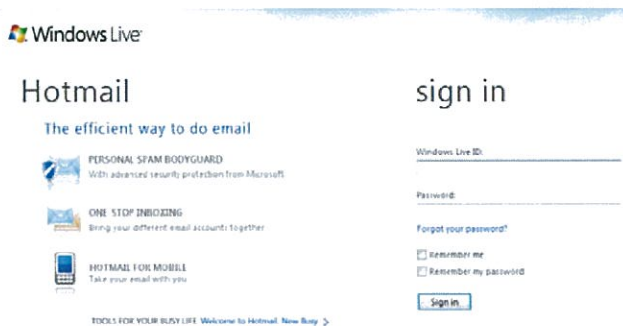 Windows Live
Hotmail
The efficient way to do email
PERSONAL SPAM BODYGUARD
With advanced security protection from Microsoft
ONE STOP INBOXING
Bring your different email accounts together
HOTMAIL FOR MOBILE
Take your email with you
TOOLS FOR YOUR BUSY LIFE Welcome to Hotmail. New Busy >
sign in
Windows Live ID:
Password:
Forgot your password?
Remember me
Remember my password
Sign in